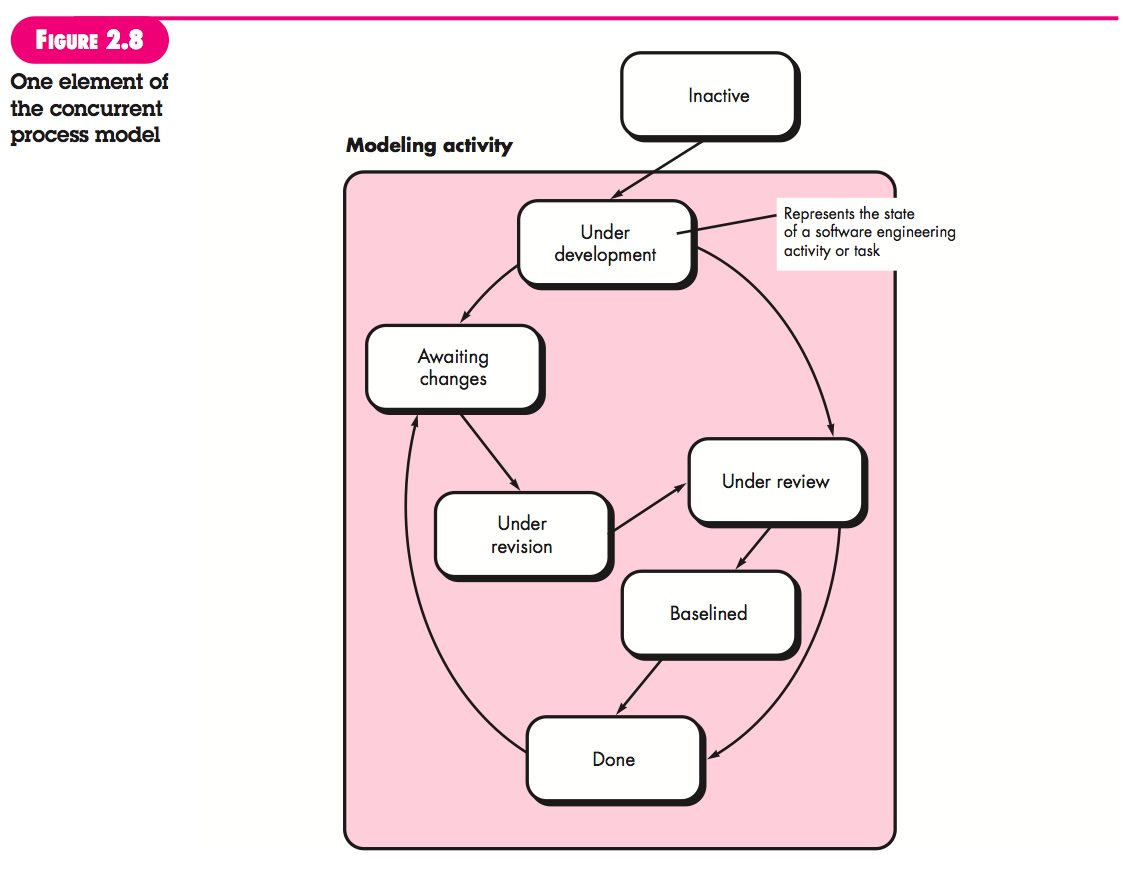 FIGURE 2.8
One element of
the concurrent
process model
Inactive
Modeling activity
Represents the state
of a software engineering
activity or task
Under
development
Awaiting
changes
Under review
Under
revision
Baselined
Done